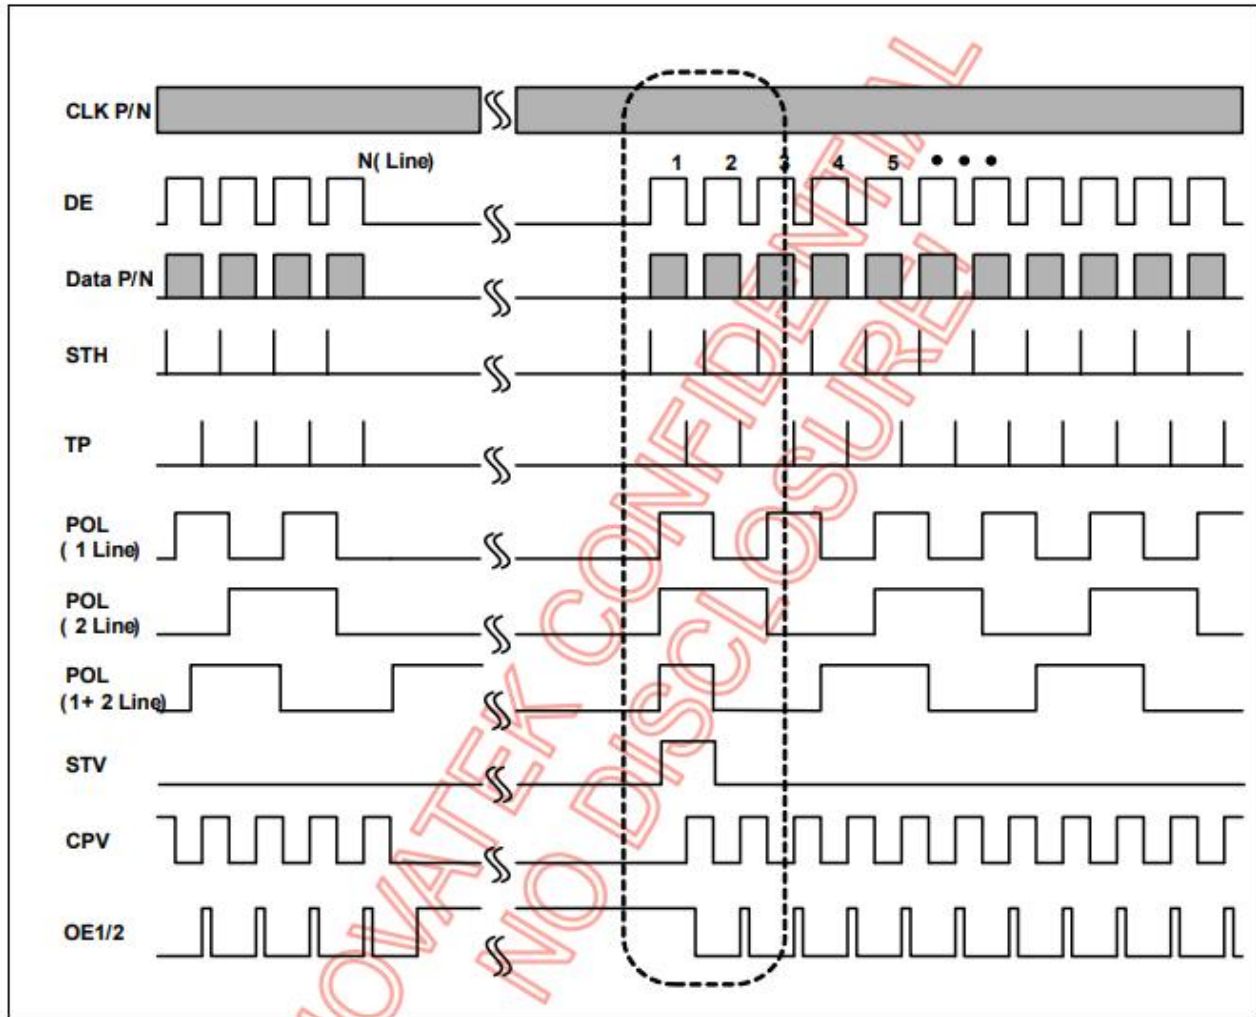 CLK P/N
N( Line)
1 2 3 4 5 • • •
DE
Data P/N
STH
TP
POL
( 1 Line)
POL
( 2 Line)
POL
(1+ 2 Line)
STV
CPV
OE1/2
NOVATEK CONFIDENTIAL
NO DISCLOSURE!